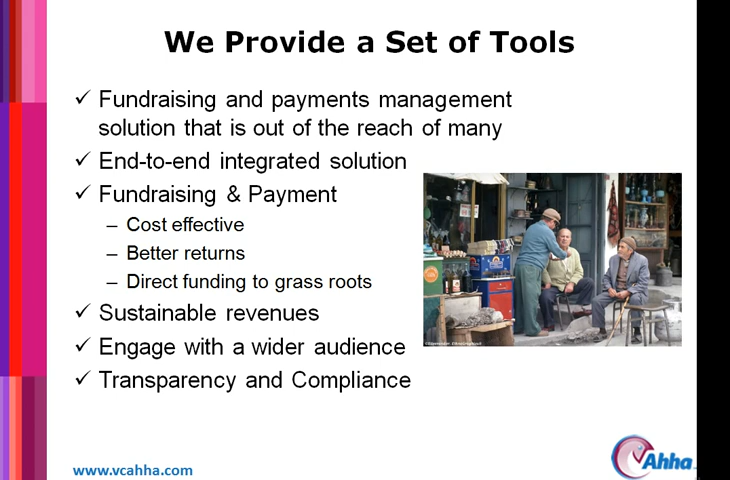 We Provide a Set of Tools
✓ Fundraising and payments management
solution that is out of the reach of many
✓ End-to-end integrated solution
✓ Fundraising & Payment
– Cost effective
– Better returns
– Direct funding to grass roots
✓ Sustainable revenues
✓ Engage with a wider audience
✓ Transparency and Compliance
www.vcahha.com
Ahha